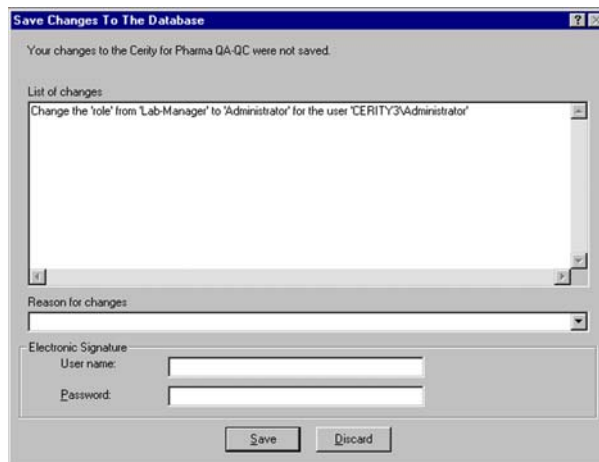 Save Changes To The Database
Your changes to the Cerity for Pharma QA-QC were not saved.
List of changes
Change the 'role' from 'Lab-Manager' to 'Administrator' for the user 'CERITY3\Administrator'
Reason for changes
Electronic Signature
User name:
Password:
Save Discard